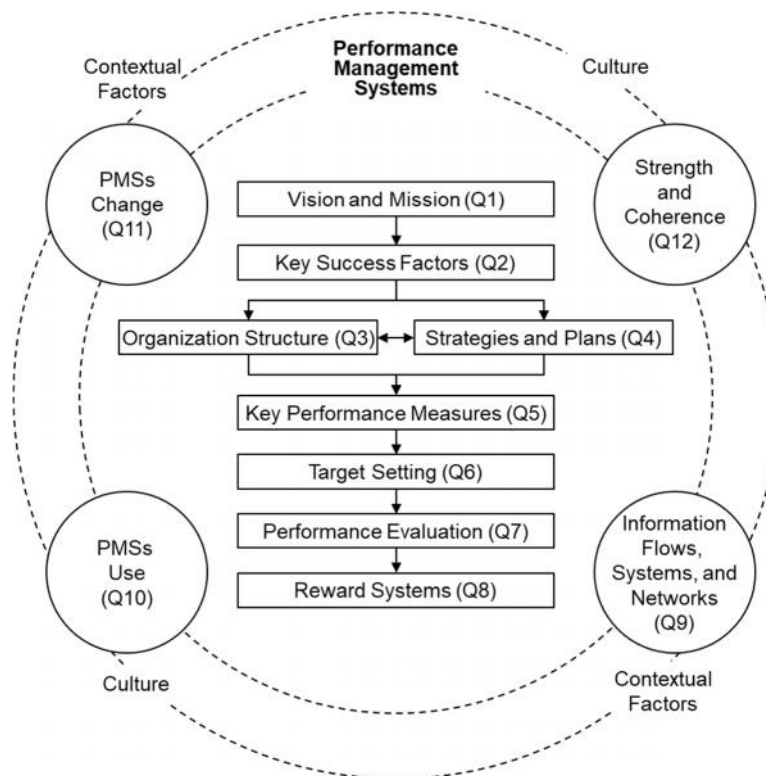 Performance
Management
Systems
Contextual
Factors
Culture
PMSs
Change
(Q11)
Strength
and
Coherence
(Q12)
Vision and Mission (Q1)
Key Success Factors (Q2)
Organization Structure (Q3)
Strategies and Plans (Q4)
Key Performance Measures (Q5)
Target Setting (Q6)
Performance Evaluation (Q7)
Reward Systems (Q8)
PMSs
Use
(Q10)
Information
Flows,
Systems, and
Networks
(Q9)
Culture
Contextual
Factors